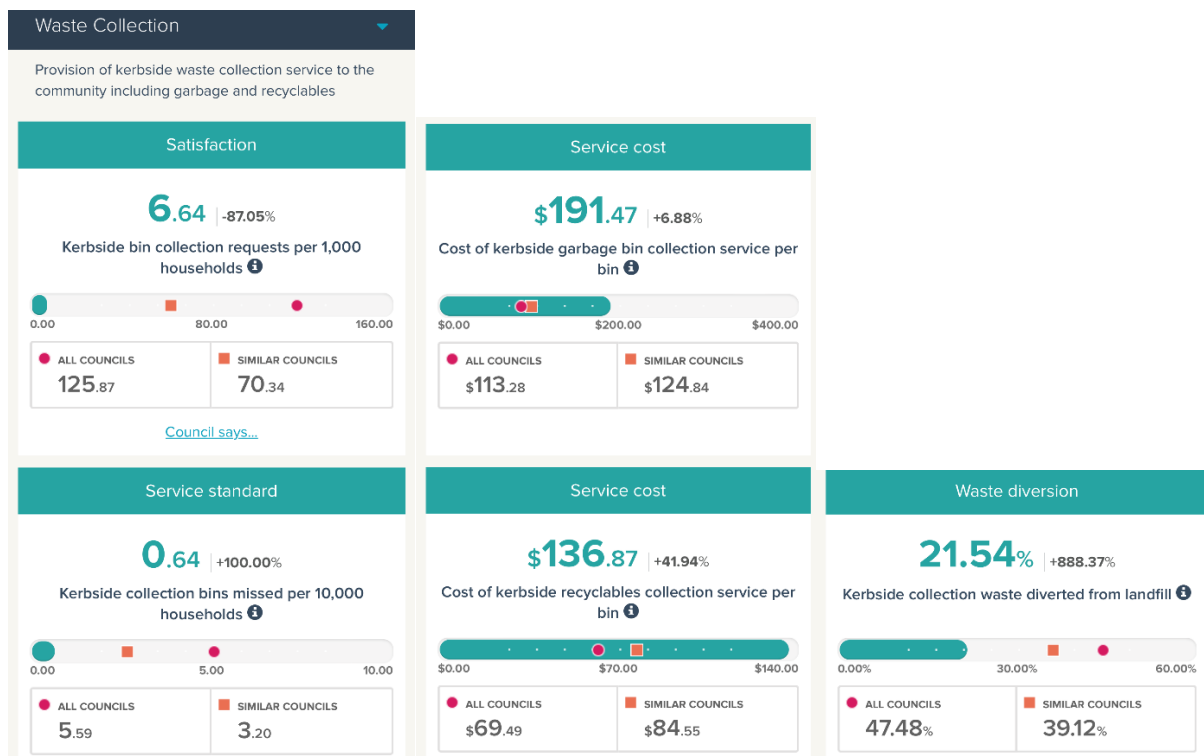 Waste Collection
Provision of kerbside waste collection service to the
community including garbage and recyclables
Satisfaction
6.64 -87.05%
Kerbside bin collection requests per 1,000
households
0.00 80.00 160.00
ALL COUNCILS
125.87
SIMILAR COUNCILS
70.34
Council says...
Service cost
$191.47 +6.88%
Cost of kerbside garbage bin collection service per
bin
$0.00 $200.00 $400.00
ALL COUNCILS
$113.28
SIMILAR COUNCILS
$124.84
Service standard
0.64 +100.00%
Kerbside collection bins missed per 10,000
households
0.00 5.00 10.00
ALL COUNCILS
5.59
SIMILAR COUNCILS
3.20
Service cost
$136.87 +41.94%
Cost of kerbside recyclables collection service per
bin
$0.00 $70.00 $140.00
ALL COUNCILS
$69.49
SIMILAR COUNCILS
$84.55
Waste diversion
21.54% +888.37%
Kerbside collection waste diverted from landfill
0.00% 30.00% 60.00%
ALL COUNCILS
47.48%
SIMILAR COUNCILS
39.12%